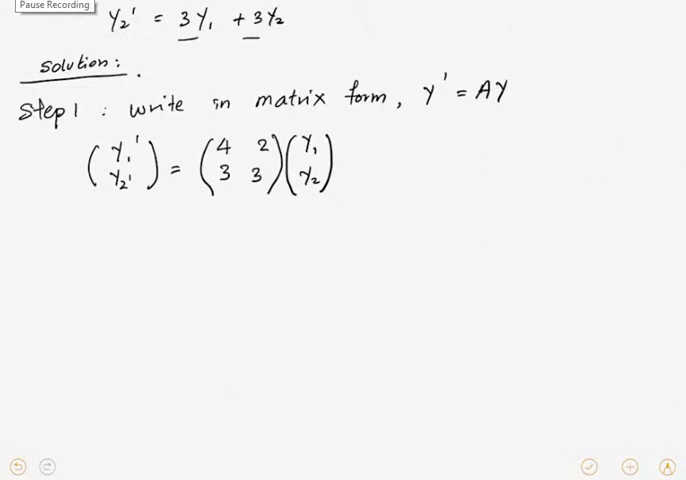 Pause Recording
Y₂' = 3Y₁ + 3Y₂
Solution:
Step 1 : write in matrix form, Y' = AY
(Y₁') = (4 2)(Y₁)
(Y₂') (3 3)(Y₂)